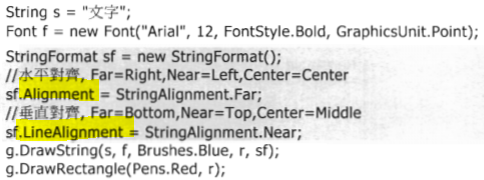 String s = "文字";
Font f = new Font("Arial", 12, FontStyle.Bold, GraphicsUnit.Point);
StringFormat sf = new StringFormat();
//水平對齊, Far=Right,Near=Left,Center=Center
sf.Alignment = StringAlignment.Far;
//垂直對齊, Far=Bottom,Near=Top,Center=Middle
sf.LineAlignment = StringAlignment.Near;
g.DrawString(s, f, Brushes.Blue, r, sf);
g.DrawRectangle(Pens.Red, r);